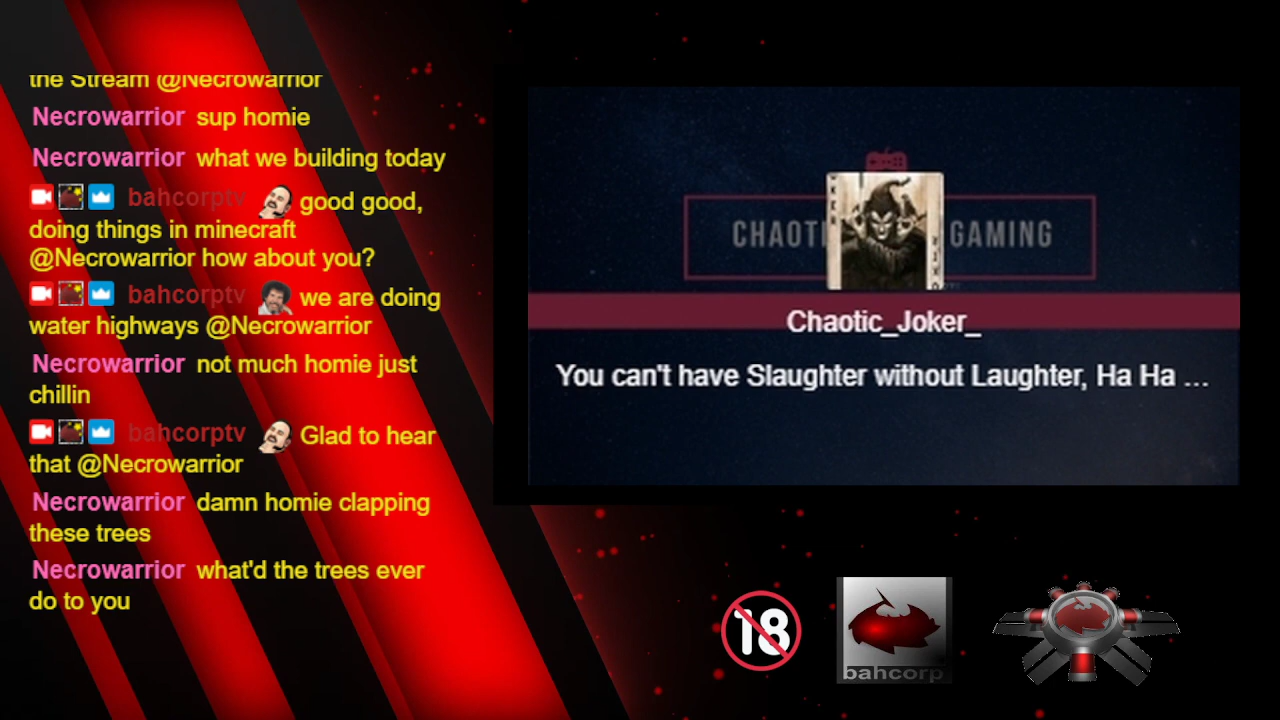 the Stream @Necrowarrior
Necrowarrior sup homie
Necrowarrior what we building today
bahcorptv good good,
doing things in minecraft
@Necrowarrior how about you?
bahcorptv we are doing
water highways @Necrowarrior
Necrowarrior not much homie just
chillin
bahcorptv Glad to hear
that @Necrowarrior
Necrowarrior damn homie clapping
these trees
Necrowarrior what'd the trees ever
do to you
GAMING
Chaotic_Joker_
You can't have Slaughter without Laughter, Ha Ha ...
18
bahcorp